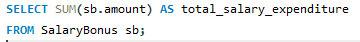 SELECT SUM(sb.amount) AS total_salary_expenditure
FROM SalaryBonus sb;